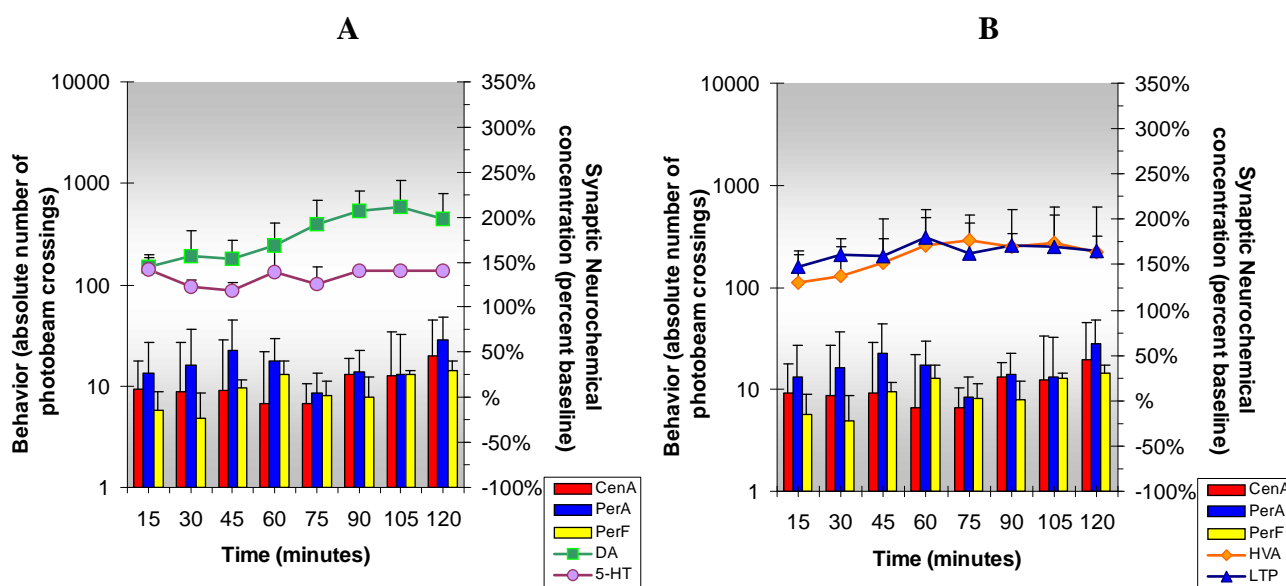 A
Behavior (absolute number of
photobeam crossings)
10000
1000
100
10
1
350%
300%
250%
200%
150%
100%
50%
0%
-50%
-100%
Synaptic Neurochemical
concentration (percent baseline)
15 30 45 60 75 90 105 120
Time (minutes)
CenA
PerA
PerF
DA
5-HT
B
Behavior (absolute number of
photobeam crossings)
10000
1000
100
10
1
350%
300%
250%
200%
150%
100%
50%
0%
-50%
-100%
Synaptic Neurochemical
concentration (percent baseline)
15 30 45 60 75 90 105 120
Time (minutes)
CenA
PerA
PerF
HVA
LTP